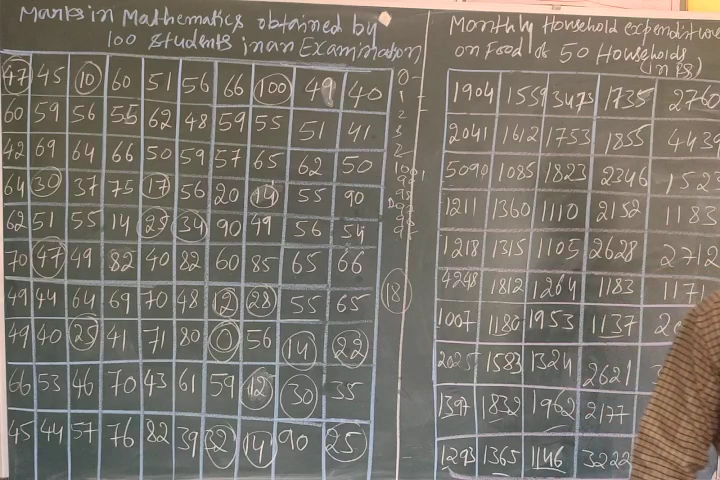 Marks in Mathematics obtained by
100 Students in an Examination
47 45 10 60 51 56 66 100 49 40
60 59 56 55 62 48 59 55 51 41
42 69 64 66 50 59 57 65 62 50
64 30 37 75 17 56 20 14 55 90
62 51 55 14 25 34 90 49 56 54
70 47 49 82 40 82 60 85 65 66
49 44 64 69 70 48 12 28 55 65
49 40 25 41 71 80 0 56 14 22
66 53 46 70 43 61 59 12 30 35
45 44 57 76 82 39 32 14 90 25
0
1
2
3
18
Monthly Household expenditure
on Food of 50 Households
(in RS)
1904 1559 3473 1735 2760
2041 1612 1753 1855 4439
5090 1085 1823 2346 1523
1211 1360 1110 2152 1183
1218 1315 1105 2628 2712
4248 1812 1264 1183 1171
1007 1180 1953 1137
2025 1583 1324 2621
1397 1832 1962 2177
1293 1365 1146 3222